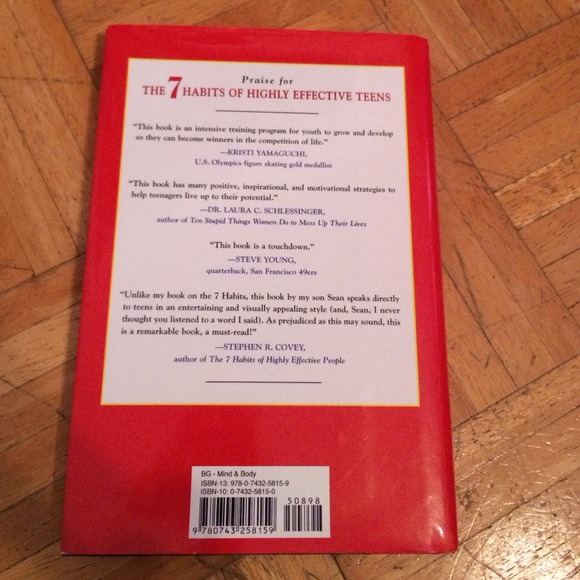 Praise for
THE 7 HABITS OF HIGHLY EFFECTIVE TEENS
"This book is an intensive training program for youth to grow and develop
so they can become winners in the competition of life."
—KRISTI YAMAGUCHI,
U.S. Olympics figure skating gold medallist
"This book has many positive, inspirational, and motivational strategies to
help teenagers live up to their potential."
—DR. LAURA C. SCHLESSINGER,
author of Ten Stupid Things Women Do to Mess Up Their Lives
"This book is a touchdown."
—STEVE YOUNG,
quarterback, San Francisco 49ers
"Unlike my book on the 7 Habits, this book by my son Sean speaks directly
to teens in an entertaining and visually appealing style (and, Sean, I never
thought you listened to a word I said). As prejudiced as this may sound, this
is a remarkable book, a must-read!"
—STEPHEN R. COVEY,
author of The 7 Habits of Highly Effective People
BG - Mind & Body
ISBN-13: 978-0-7432-5815-9
ISBN-10: 0-7432-5815-0
50898
9 780743 258159